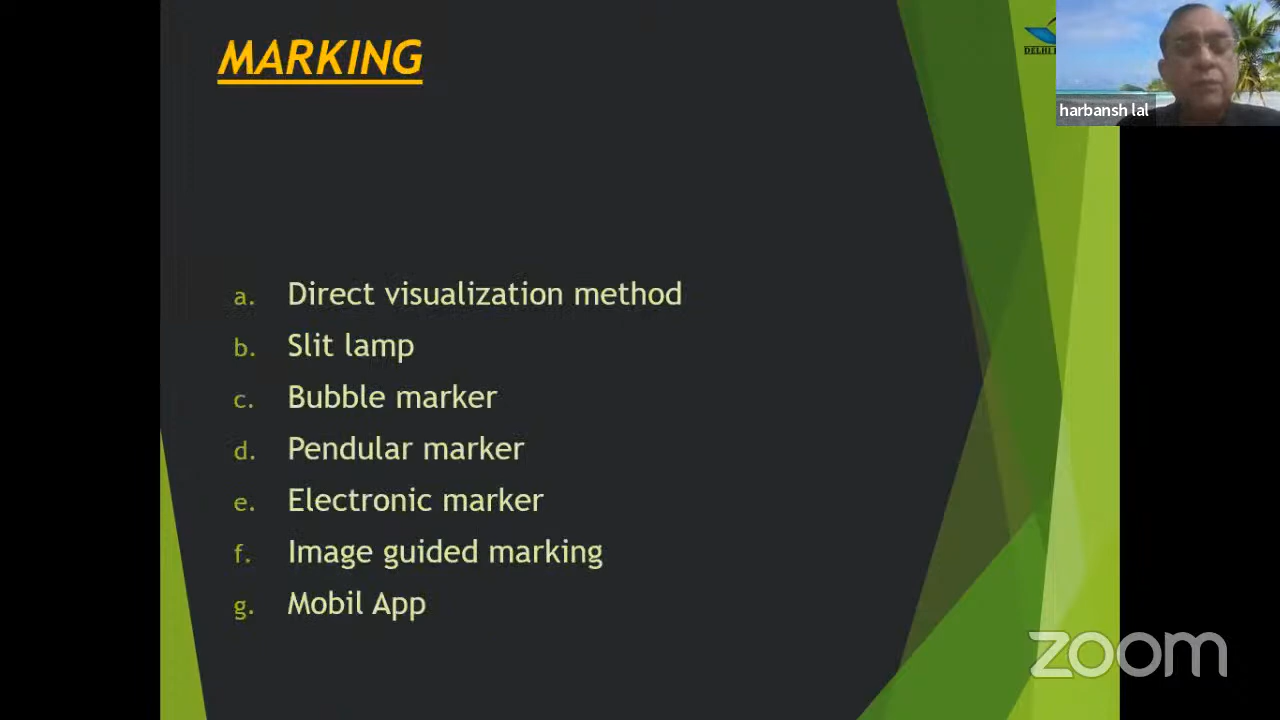 MARKING
DELHI
harbansh lal
a. Direct visualization method
b. Slit lamp
c. Bubble marker
d. Pendular marker
e. Electronic marker
f. Image guided marking
g. Mobil App
zoom